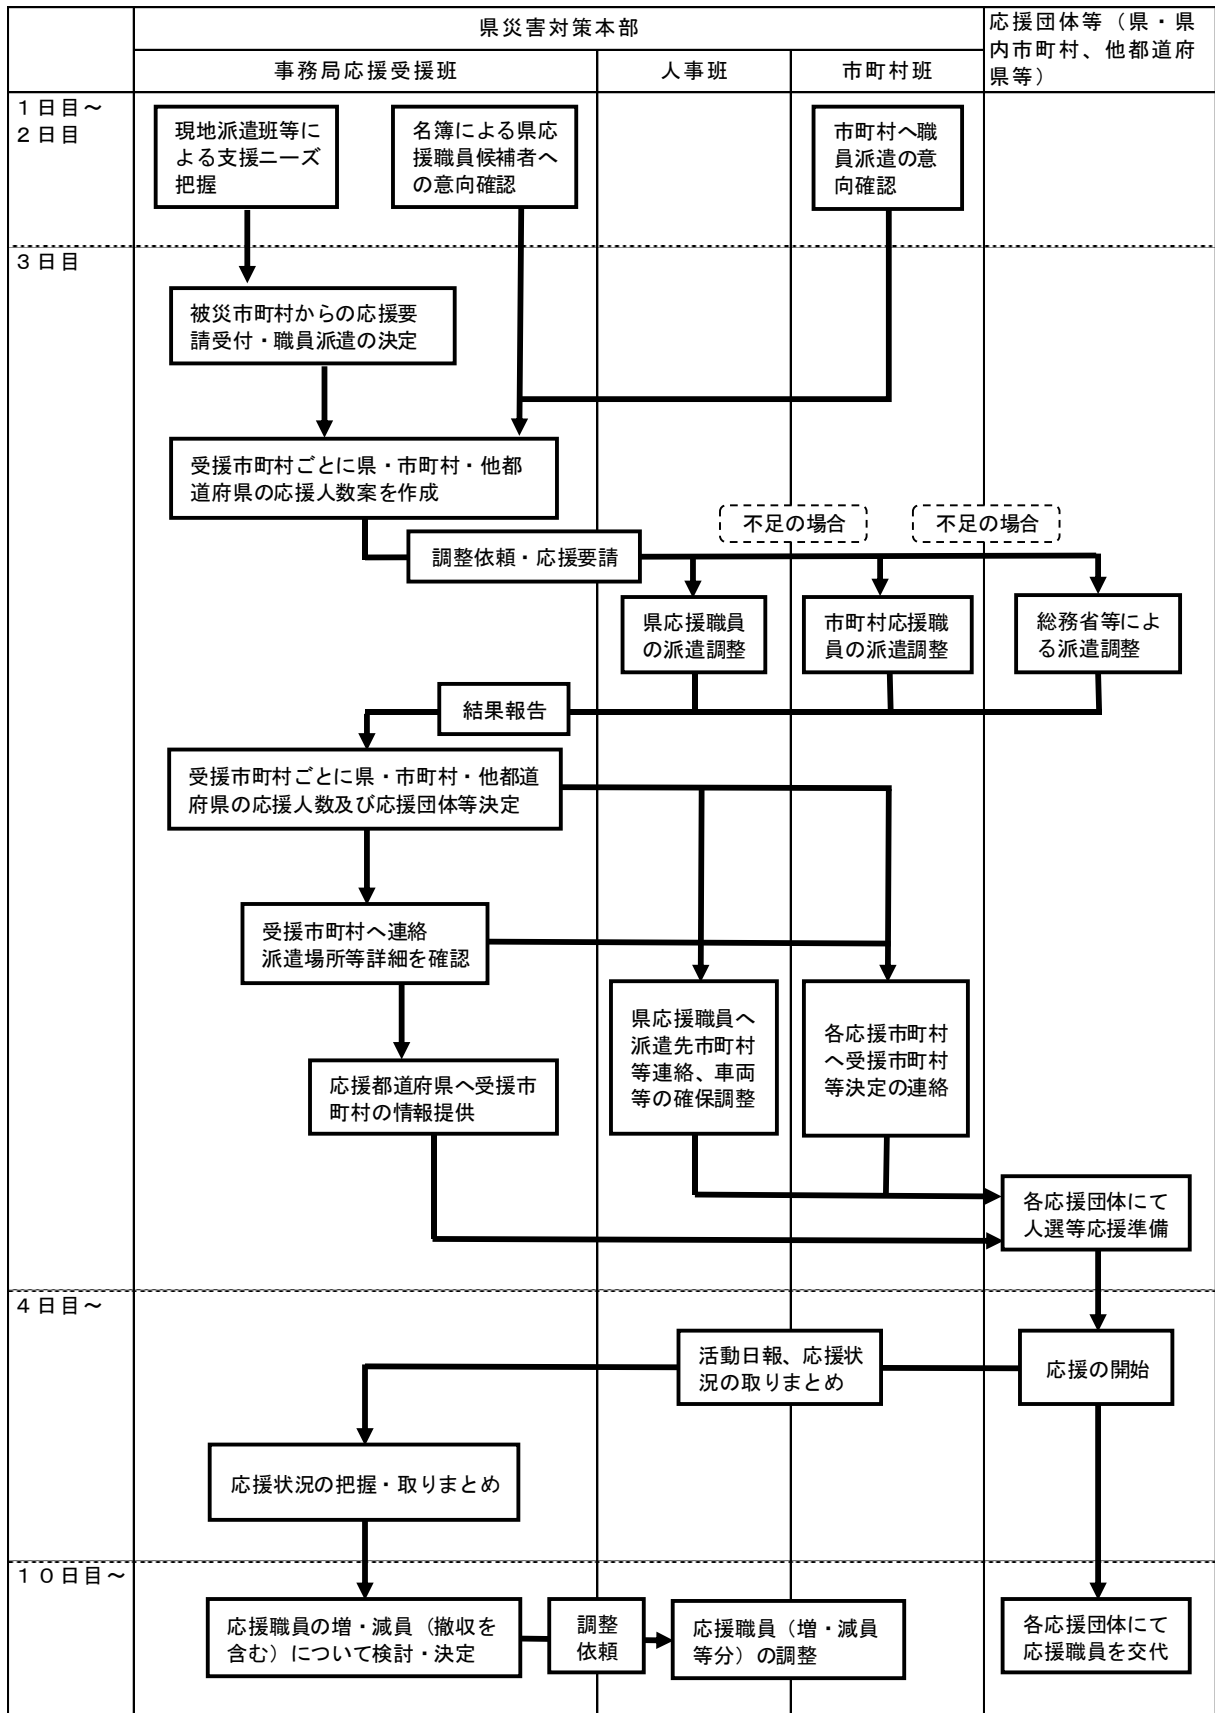 県災害対策本部
応援団体等（県・県
内市町村、他都道府
県等）
事務局応援受援班
人事班
市町村班
１日目～
２日目
現地派遣班等に
よる支援ニーズ
把握
名簿による県応
援職員候補者へ
の意向確認
市町村へ職
員派遣の意
向確認
３日目
被災市町村からの応援要
請受付・職員派遣の決定
受援市町村ごとに県・市町村・他都
道府県の応援人数案を作成
不足の場合
不足の場合
調整依頼・応援要請
県応援職員
の派遣調整
市町村応援職
員の派遣調整
総務省等によ
る派遣調整
結果報告
受援市町村ごとに県・市町村・他都道
府県の応援人数及び応援団体等決定
受援市町村へ連絡
派遣場所等詳細を確認
県応援職員へ
派遣先市町村
等連絡、車両
等の確保調整
各応援市町村
へ受援市町村
等決定の連絡
応援都道府県へ受援市
町村の情報提供
各応援団体にて
人選等応援準備
４日目～
活動日報、応援状
況の取りまとめ
応援の開始
応援状況の把握・取りまとめ
１０日目～
応援職員の増・減員（撤収を
含む）について検討・決定
調整
依頼
応援職員（増・減員
等分）の調整
各応援団体にて
応援職員を交代